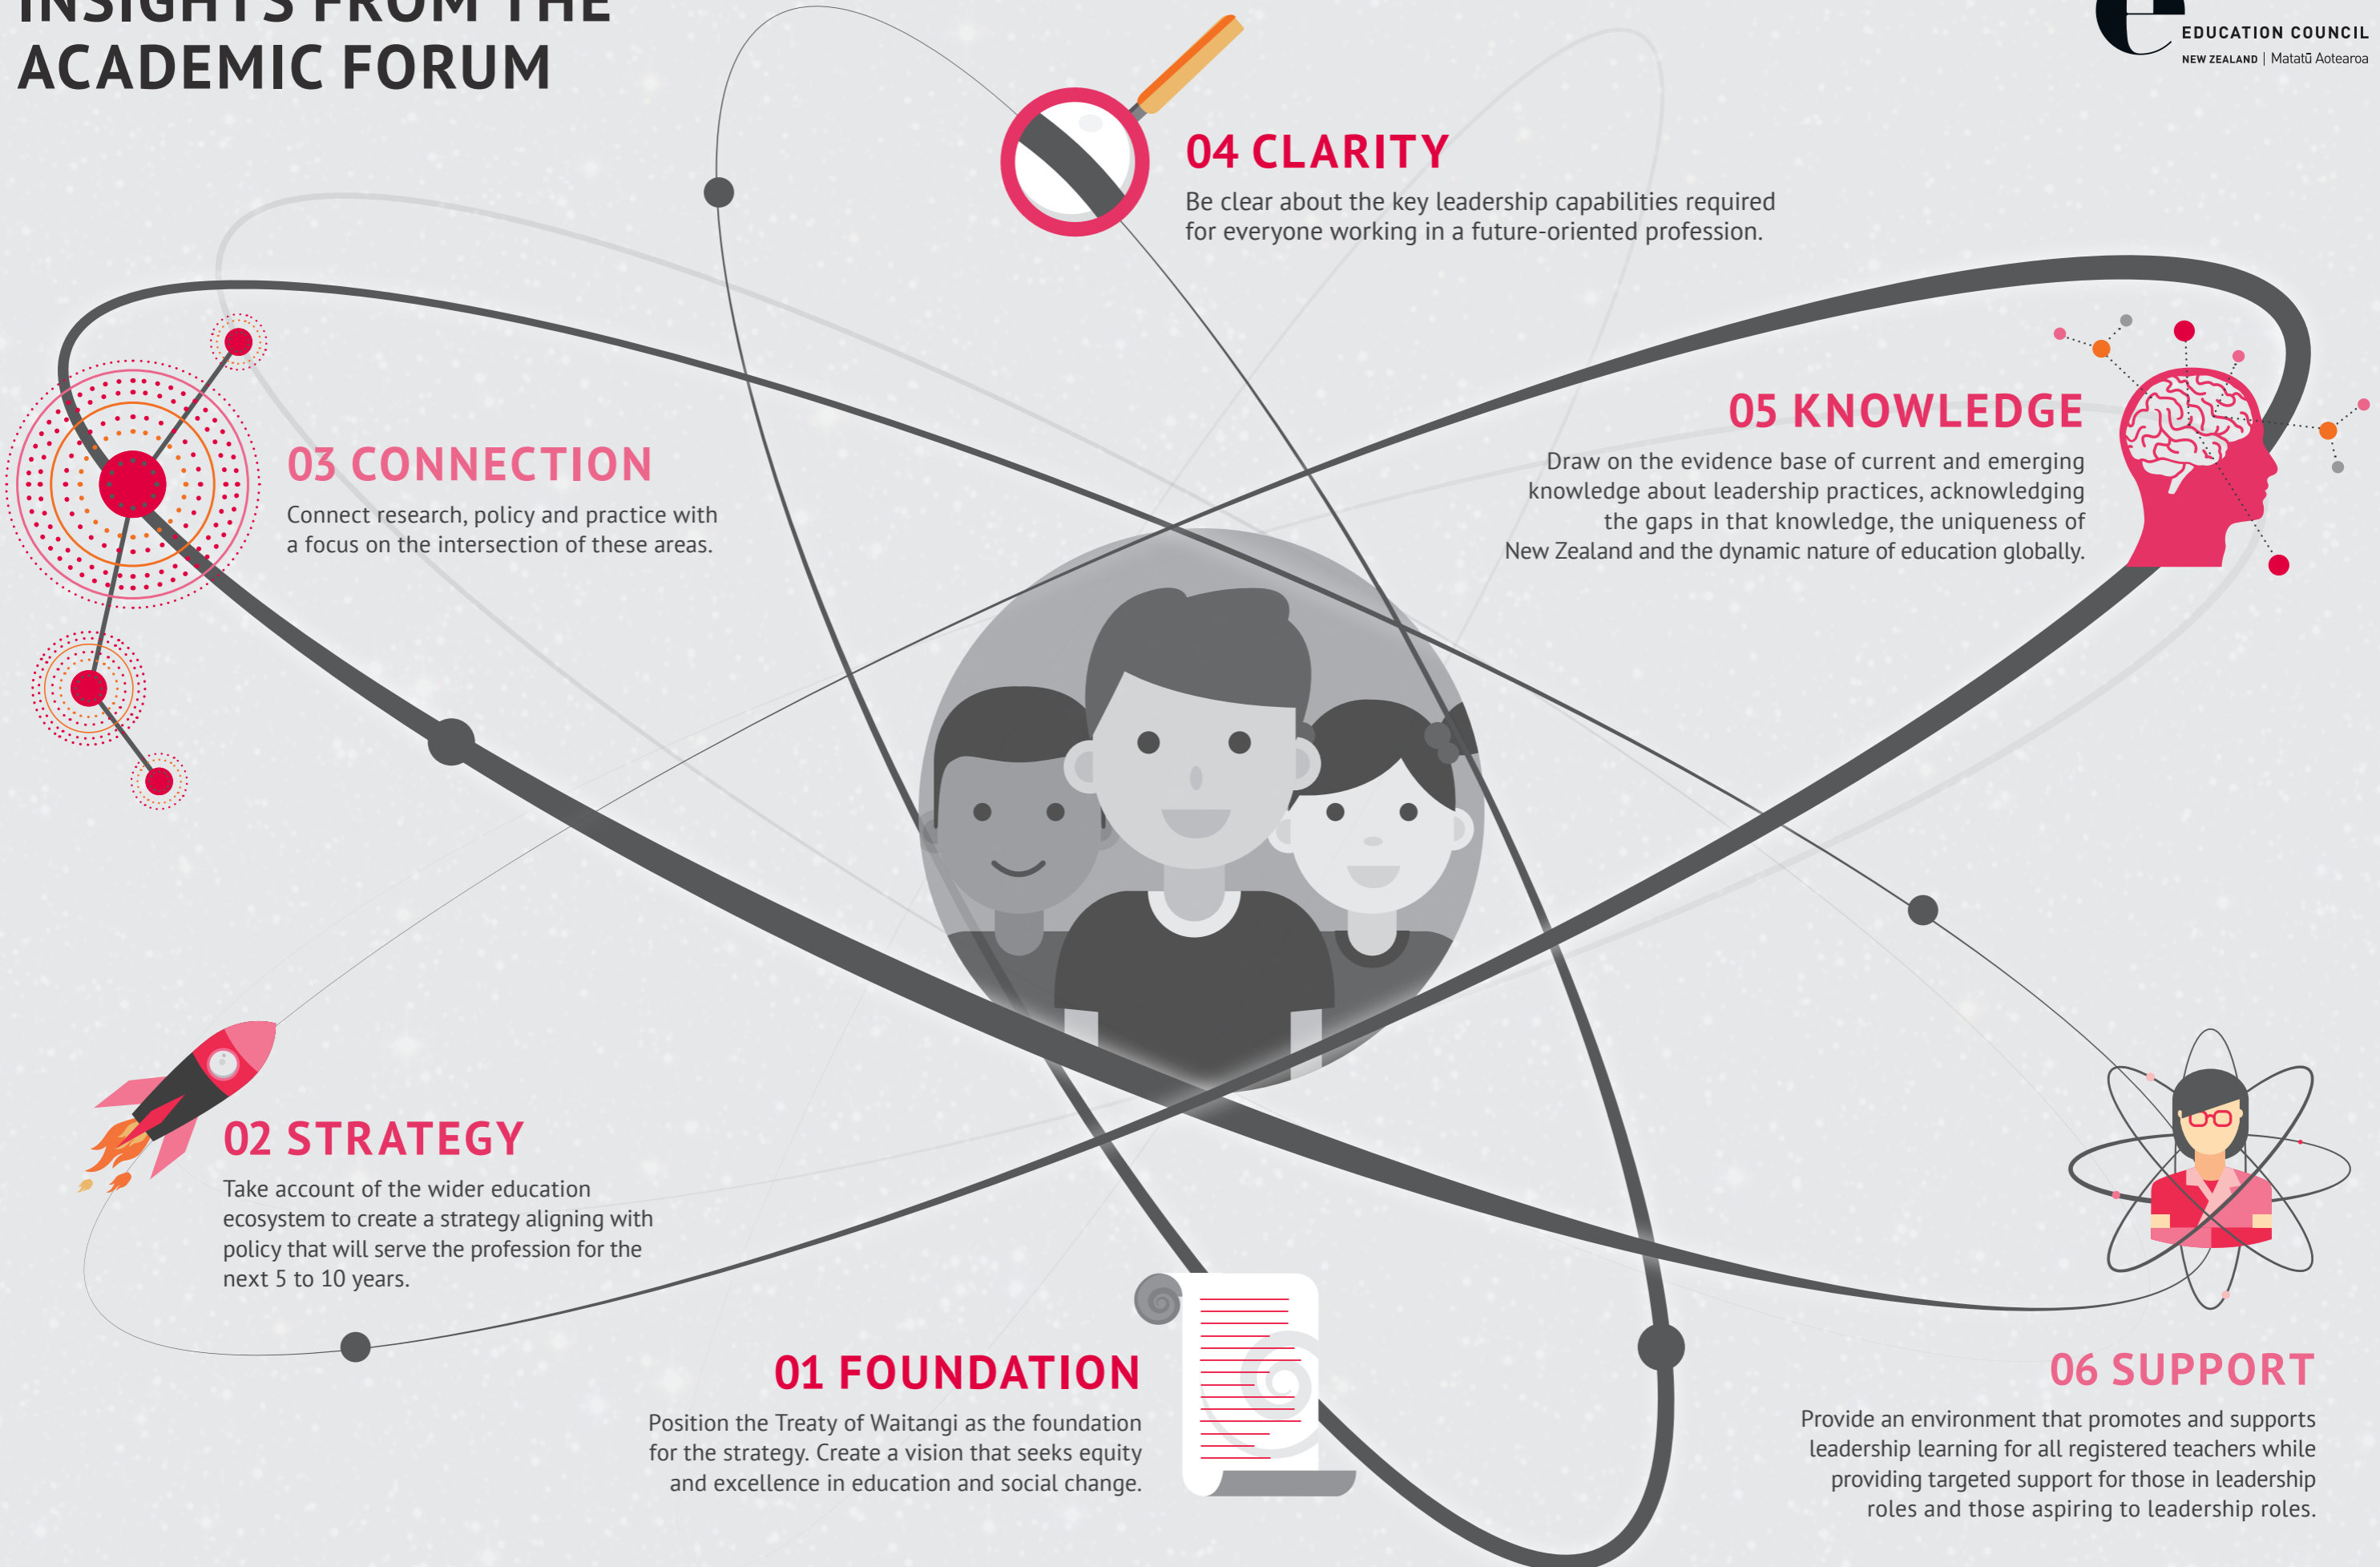 INSIGHTS FROM THE
ACADEMIC FORUM
EDUCATION COUNCIL
NEW ZEALAND | Matatū Aotearoa
04 CLARITY
Be clear about the key leadership capabilities required
for everyone working in a future-oriented profession.
05 KNOWLEDGE
Draw on the evidence base of current and emerging
knowledge about leadership practices, acknowledging
the gaps in that knowledge, the uniqueness of
New Zealand and the dynamic nature of education globally.
03 CONNECTION
Connect research, policy and practice with
a focus on the intersection of these areas.
02 STRATEGY
Take account of the wider education
ecosystem to create a strategy aligning with
policy that will serve the profession for the
next 5 to 10 years.
01 FOUNDATION
Position the Treaty of Waitangi as the foundation
for the strategy. Create a vision that seeks equity
and excellence in education and social change.
06 SUPPORT
Provide an environment that promotes and supports
leadership learning for all registered teachers while
providing targeted support for those in leadership
roles and those aspiring to leadership roles.